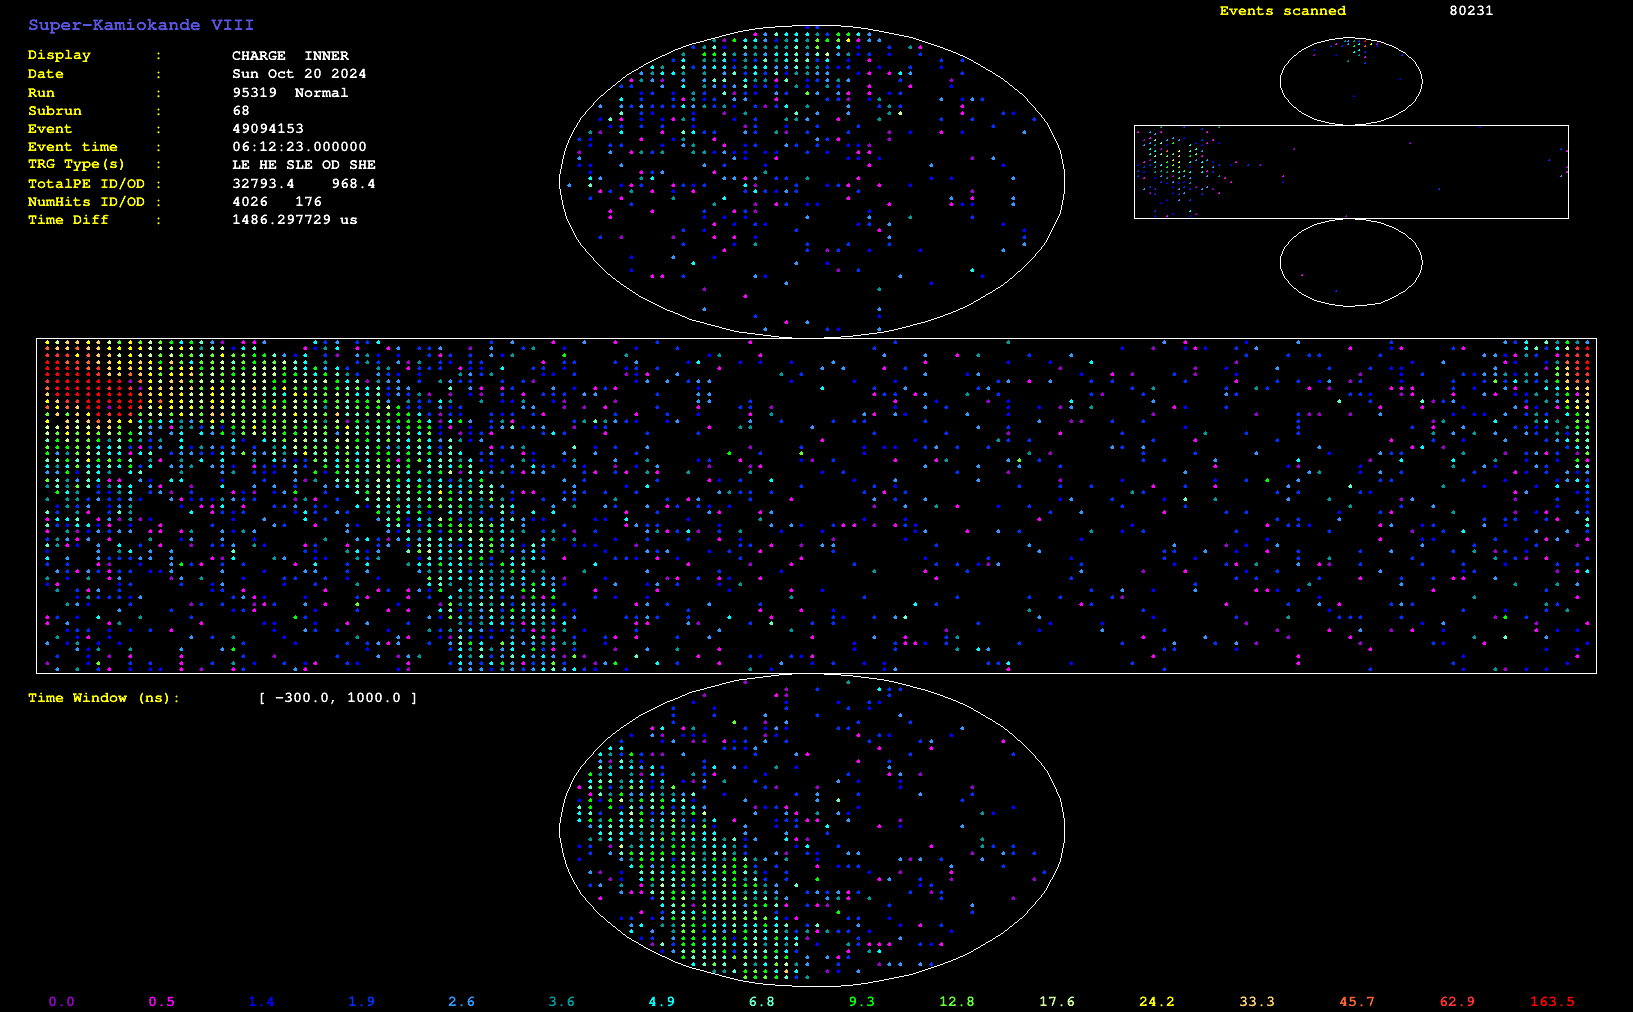 Super-Kamiokande VIII
Events scanned 80231
Display : CHARGE INNER
Date : Sun Oct 20 2024
Run : 95319 Normal
Subrun : 68
Event : 49094153
Event time : 06:12:23.000000
TRG Type(s) : LE HE SLE OD SHE
TotalPE ID/OD : 32793.4 968.4
NumHits ID/OD : 4026 176
Time Diff : 1486.297729 us
Time Window (ns): [ −300.0, 1000.0 ]
0.0 0.5 1.4 1.9 2.6 3.6 4.9 6.8 9.3 12.8 17.6 24.2 33.3 45.7 62.9 163.5